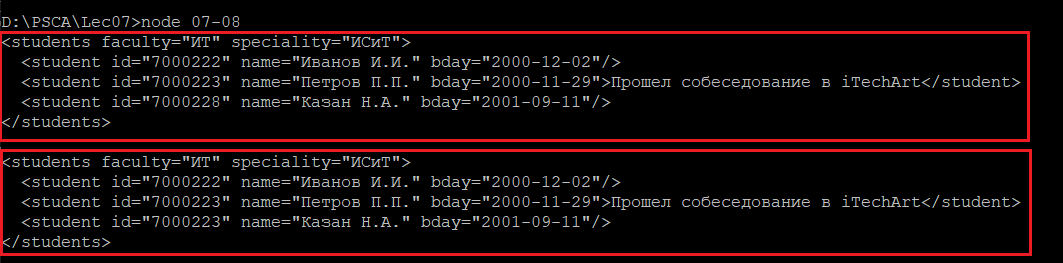 D:\PSCA\Lec07>node 07-08
<students faculty="ИТ" speciality="ИСиТ">
  <student id="7000222" name="Иванов И.И." bday="2000-12-02"/>
  <student id="7000223" name="Петров П.П." bday="2000-11-29">Прошел собеседование в iTechArt</student>
  <student id="7000228" name="Казан Н.А." bday="2001-09-11"/>
</students>
<students faculty="ИТ" speciality="ИСиТ">
  <student id="7000222" name="Иванов И.И." bday="2000-12-02"/>
  <student id="7000223" name="Петров П.П." bday="2000-11-29">Прошел собеседование в iTechArt</student>
  <student id="7000223" name="Казан Н.А." bday="2001-09-11"/>
</students>